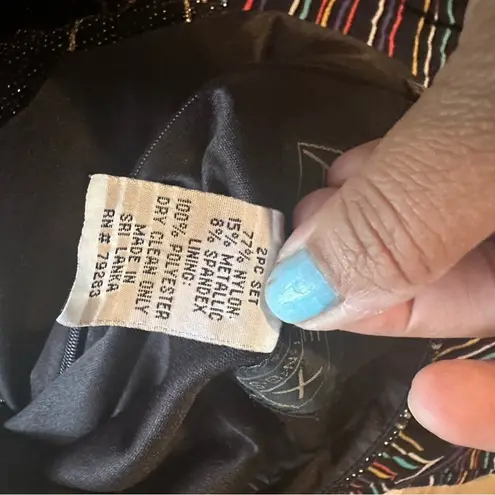 2PC SET
77% NYLON
15% METALLIC
8% SPANDEX
LINING:
100% POLYESTER
DRY CLEAN ONLY
MADE IN
SRI LANKA
RN # 79263